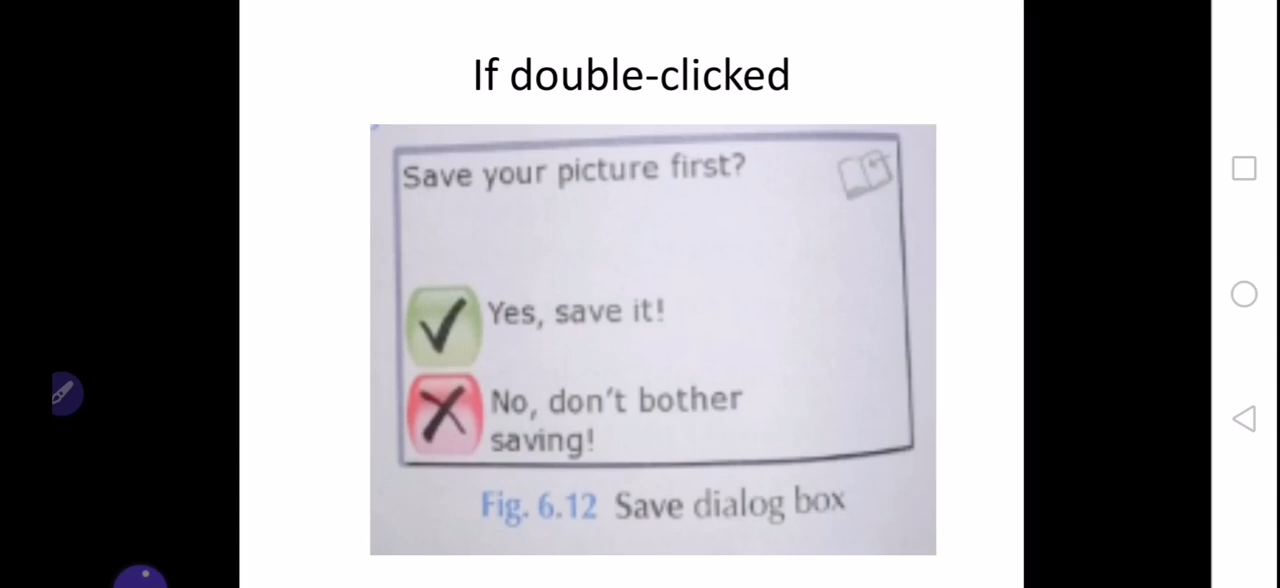 If double-clicked
Save your picture first?
Yes, save it!
No, don't bother
saving!
Fig. 6.12 Save dialog box